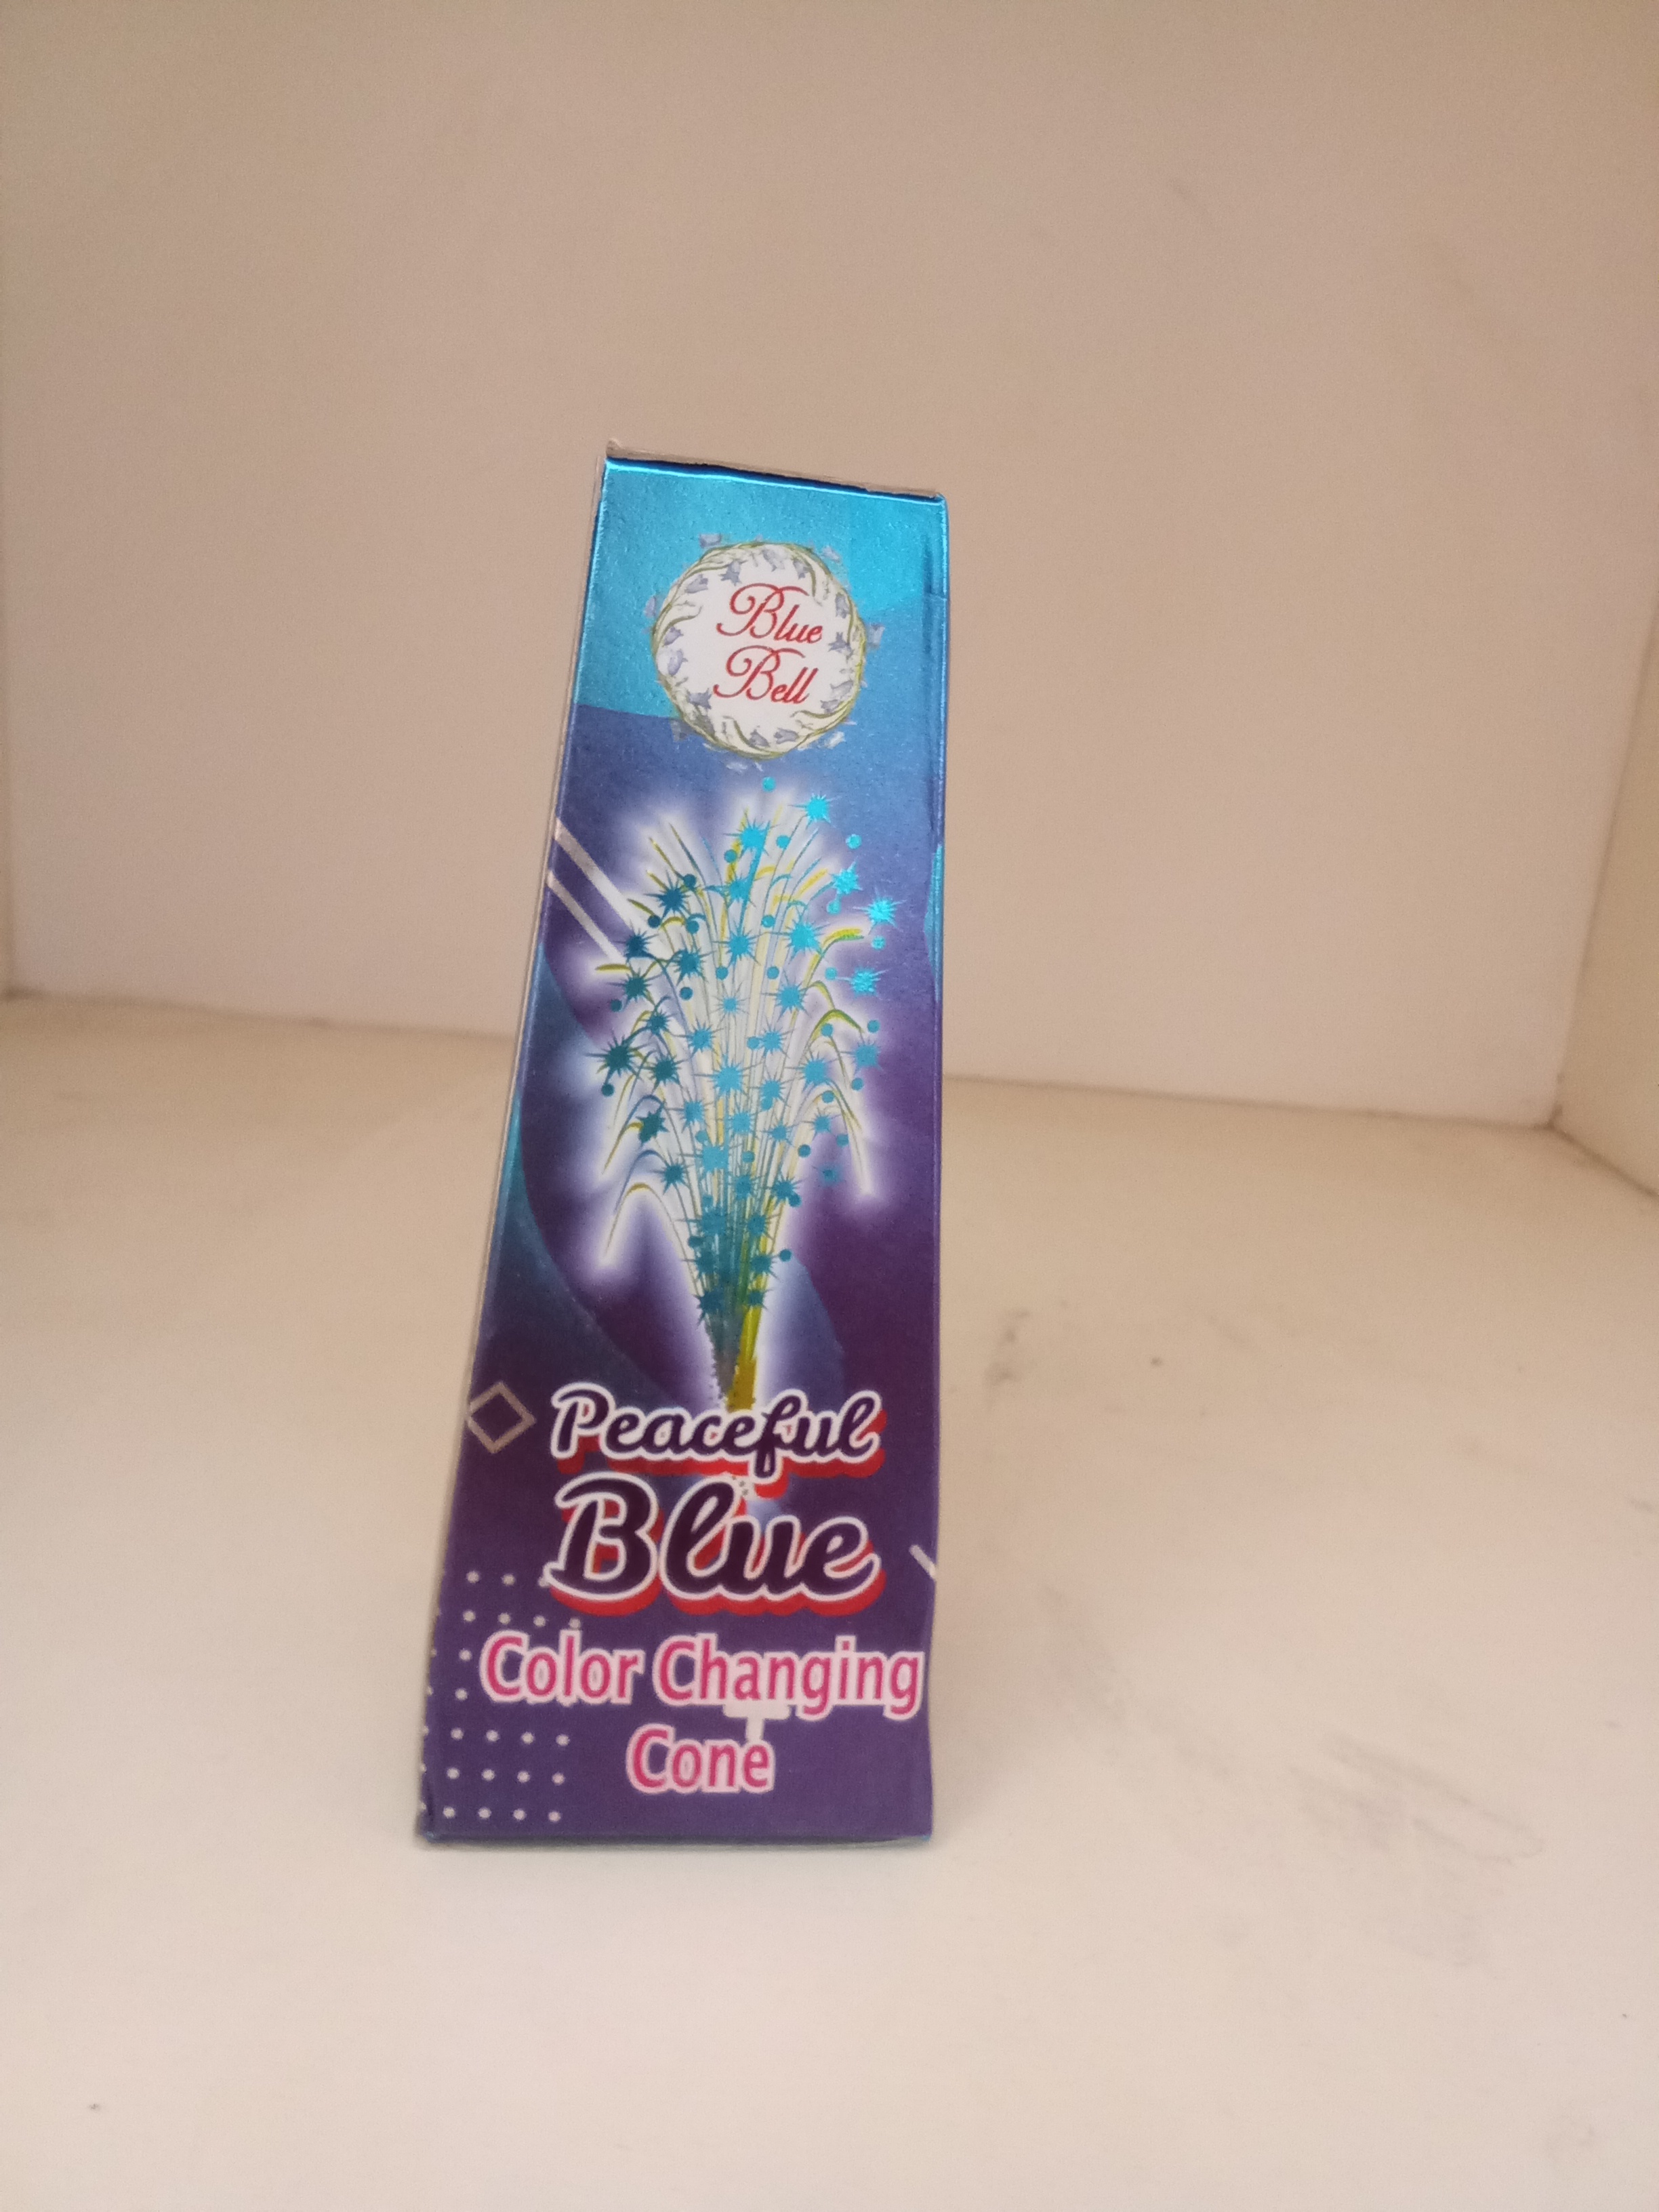 Blue
Bell
Peaceful
Blue
Color Changing
Cone